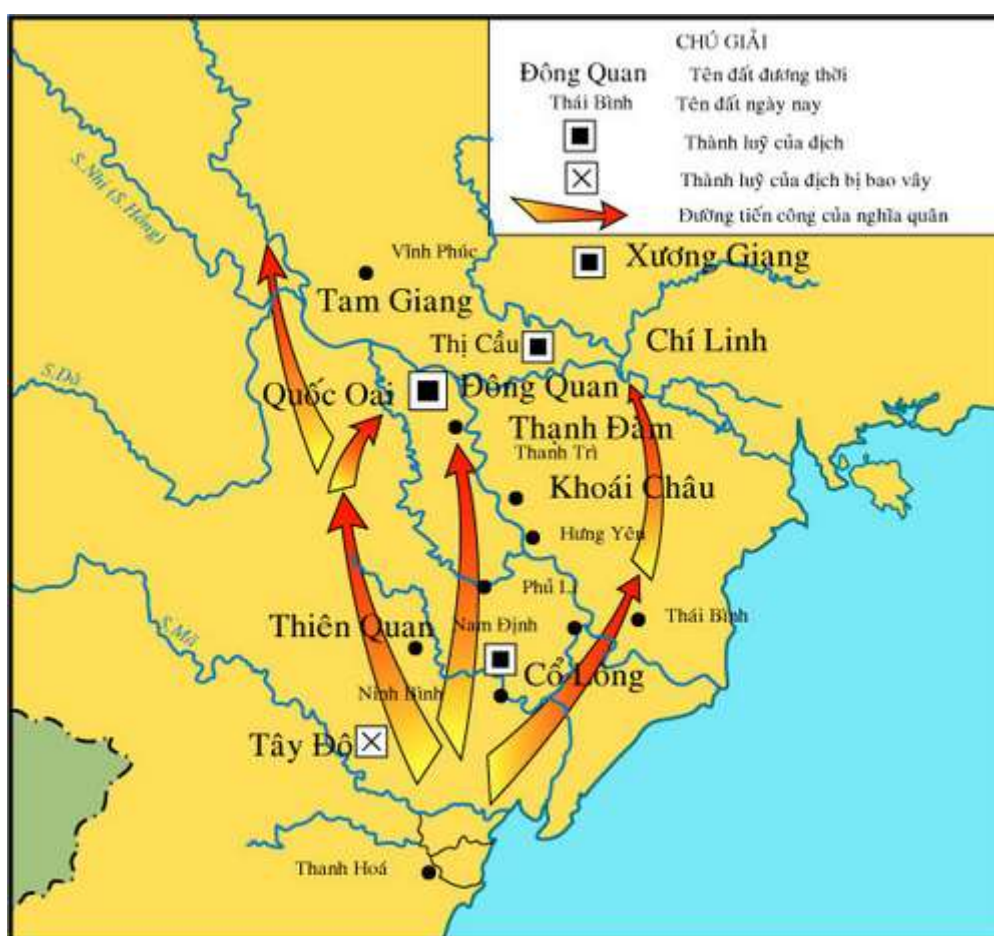 CHÚ GIẢI
Đông Quan Tên đất đương thời
Thái Bình Tên đất ngày nay
Thành luỹ của địch
Thành luỹ của địch bị bao vây
Đường tiến công của nghĩa quân
S.Nhị (S.Hồng)
Vĩnh Phúc
Xương Giang
Tam Giang
Thị Cầu
Chí Linh
S.Đà
Quốc Oai
Đông Quan
Thạnh Đàm
Thanh Trì
Khoái Châu
Hưng Yên
Phủ Lí
S.Mã
Thiên Quan
Nam Định
Thái Bình
Cổ Lộng
Ninh Bình
Tây Đô
Thanh Hoá